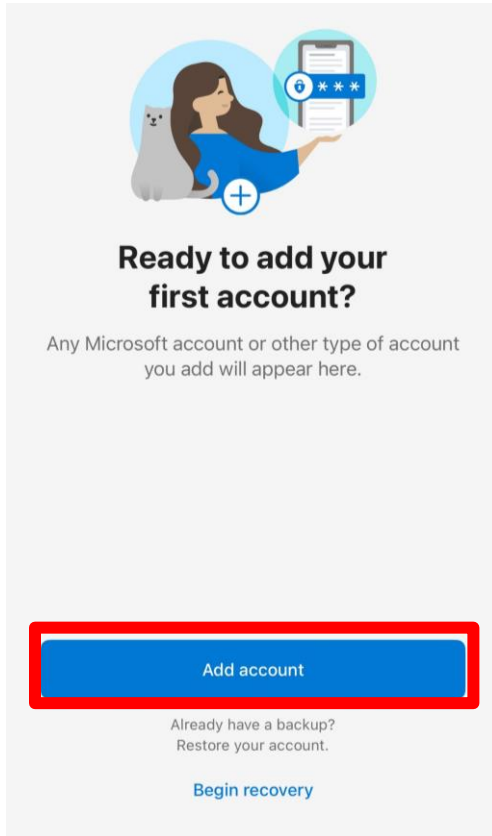 ***
Ready to add your
first account?
Any Microsoft account or other type of account
you add will appear here.
Add account
Already have a backup?
Restore your account.
Begin recovery